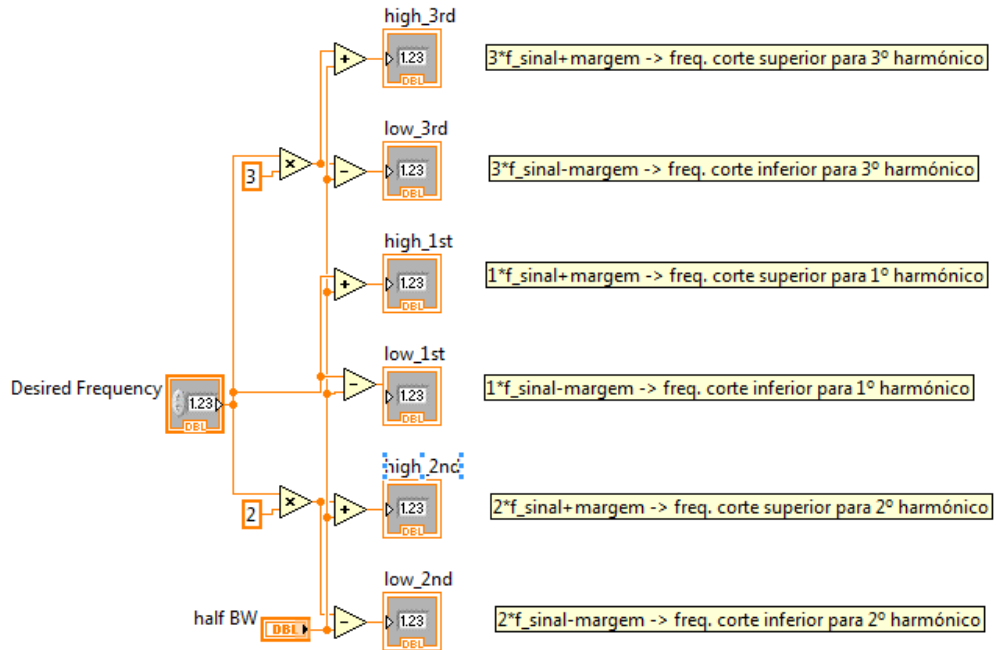 high_3rd
+
1.23
DBL
3*f_sinal+margem -> freq. corte superior para 3º harmónico
low_3rd
×
3
-
1.23
DBL
3*f_sinal-margem -> freq. corte inferior para 3º harmónico
high_1st
+
1.23
DBL
1*f_sinal+margem -> freq. corte superior para 1º harmónico
low_1st
Desired Frequency
1.23
DBL
-
1.23
DBL
1*f_sinal-margem -> freq. corte inferior para 1º harmónico
high_2nd
×
2
+
1.23
DBL
2*f_sinal+margem -> freq. corte superior para 2º harmónico
low_2nd
half BW
DBL
-
1.23
DBL
2*f_sinal-margem -> freq. corte inferior para 2º harmónico